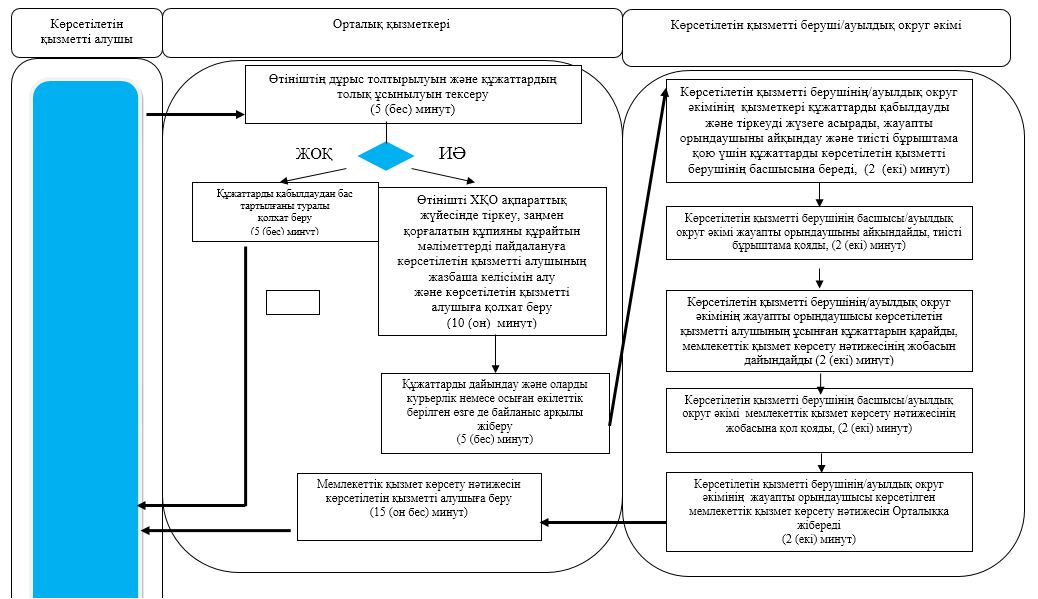 Көрсетілетін
қызметті алушы
Орталық қызметкері
Көрсетілетін қызметті беруші/ауылдық округ әкімі
Өтініштің дұрыс толтырылуын және құжаттардың
толық ұсынылуын тексеру
(5 (бес) минут)
ЖОҚ
ИӘ
Құжаттарды қабылдаудан бас
тартылғаны туралы
қолхат беру
(5 (бес) минут)
Өтінішті ХҚО ақпараттық
жүйесінде тіркеу, заңмен
қорғалатын құпияны құрайтын
мәліметтерді пайдалануға
көрсетілетін қызметті алушының
жазбаша келісімін алу
және көрсетілетін қызметті
алушыға қолхат беру
(10 (он) минут)
Құжаттарды дайындау және оларды
курьерлік немесе осыған өкілеттік
берілген өзге де байланыс арқылы
жіберу
(5 (бес) минут)
Мемлекеттік қызмет көрсету нәтижесін
көрсетілетін қызметті алушыға беру
(15 (он бес) минут)
Көрсетілетін қызметті берушінің/ауылдық округ
әкімінің қызметкері құжаттарды қабылдауды
және тіркеуді жүзеге асырады, жауапты
орындаушыны айқындау және тиісті бұрыштама
қою үшін құжаттарды көрсетілетін қызметті
берушінің басшысына береді, (2 (екі) минут)
Көрсетілетін қызметті берушінің басшысы/ауылдық
округ әкімі жауапты орындаушыны айқындайды, тиісті
бұрыштама қояды, (2 (екі) минут)
Көрсетілетін қызметті берушінің/ауылдық округ
әкімінің жауапты орындаушысы көрсетілетін
қызметті алушының ұсынған құжаттарын қарайды,
мемлекеттік қызмет көрсету нәтижесінің жобасын
дайындайды (2 (екі) минут)
Көрсетілетін қызметті берушінің басшысы/ауылдық
округ әкімі мемлекеттік қызмет көрсету нәтижесінің
жобасына қол қояды, (2 (екі) минут)
Көрсетілетін қызметті берушінің/ауылдық округ
әкімінің жауапты орындаушысы көрсетілген
мемлекеттік қызмет көрсету нәтижесін Орталыққа
жібереді
(2 (екі) минут)